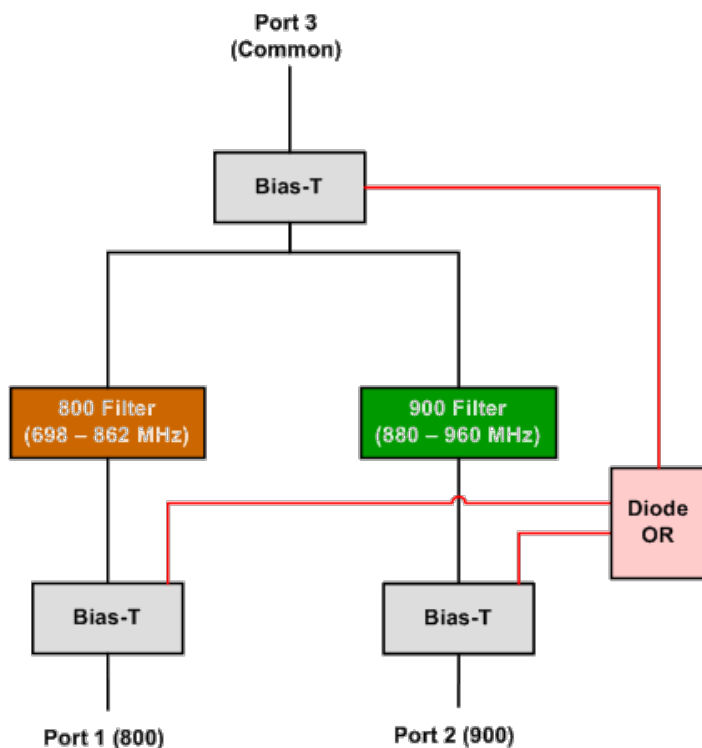 Port 3
(Common)
Bias-T
800 Filter
(698 – 862 MHz)
900 Filter
(880 – 960 MHz)
Diode
OR
Bias-T
Bias-T
Port 1 (800)
Port 2 (900)